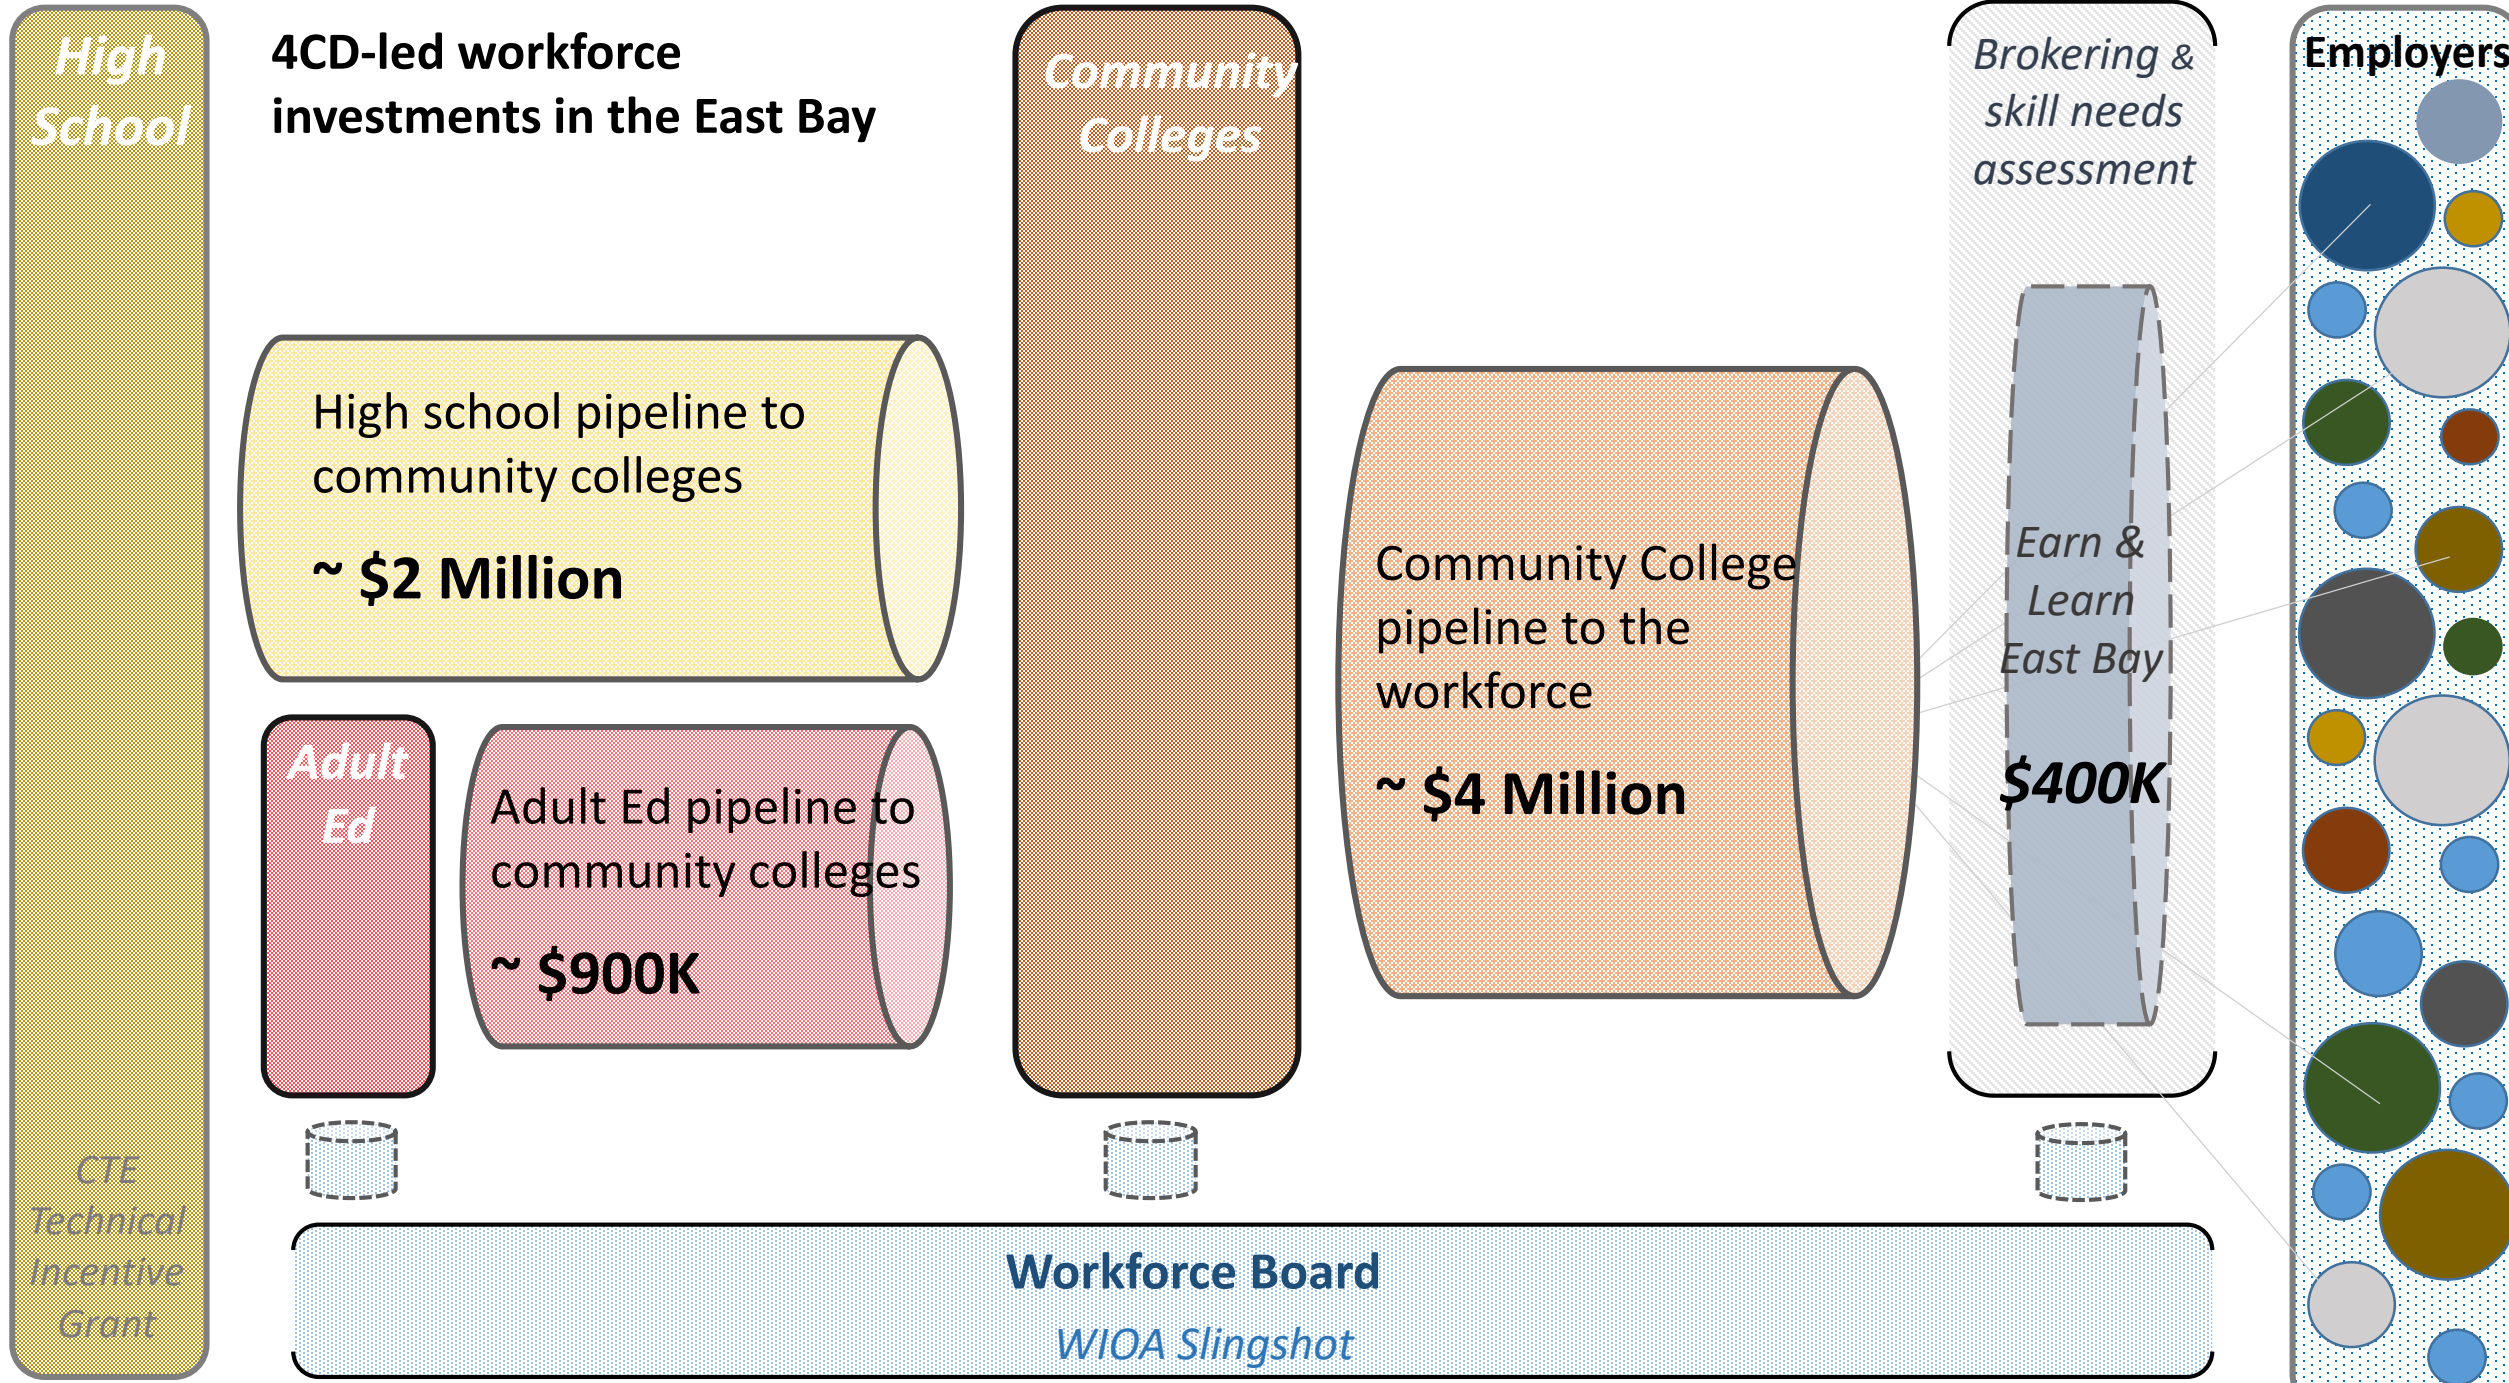 High
School
CTE
Technical
Incentive
Grant
4CD-led workforce
investments in the East Bay
High school pipeline to
community colleges
~ $2 Million
Adult
Ed
Adult Ed pipeline to
community colleges
~ $900K
Community
Colleges
Community College
pipeline to the
workforce
~ $4 Million
Brokering &
skill needs
assessment
Earn &
Learn
East Bay
$400K
Employers
Workforce Board
WIOA Slingshot